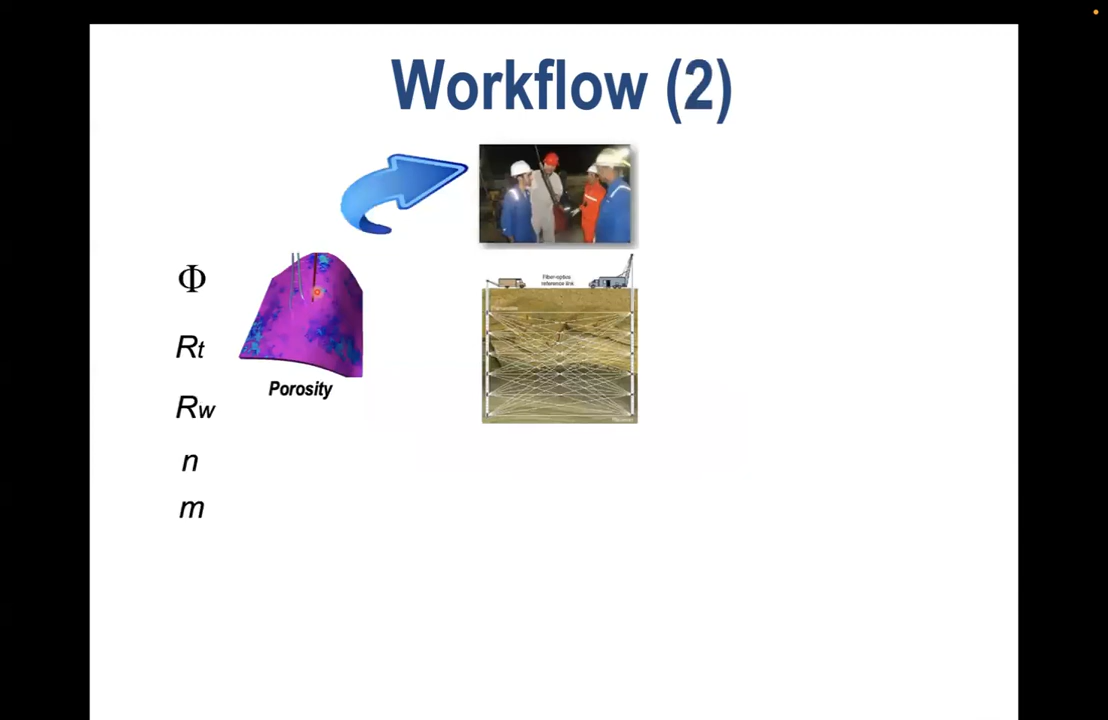 Workflow (2)
Fiber-optics
reference link
Φ
Rt
Porosity
Rw
n
m